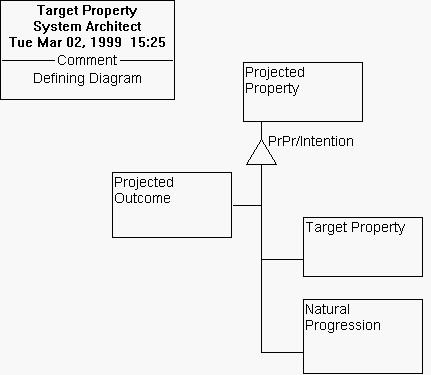 Target Property
System Architect
Tue Mar 02, 1999 15:25
Comment
Defining Diagram
Projected
Property
PrPr/Intention
Projected
Outcome
Target Property
Natural
Progression